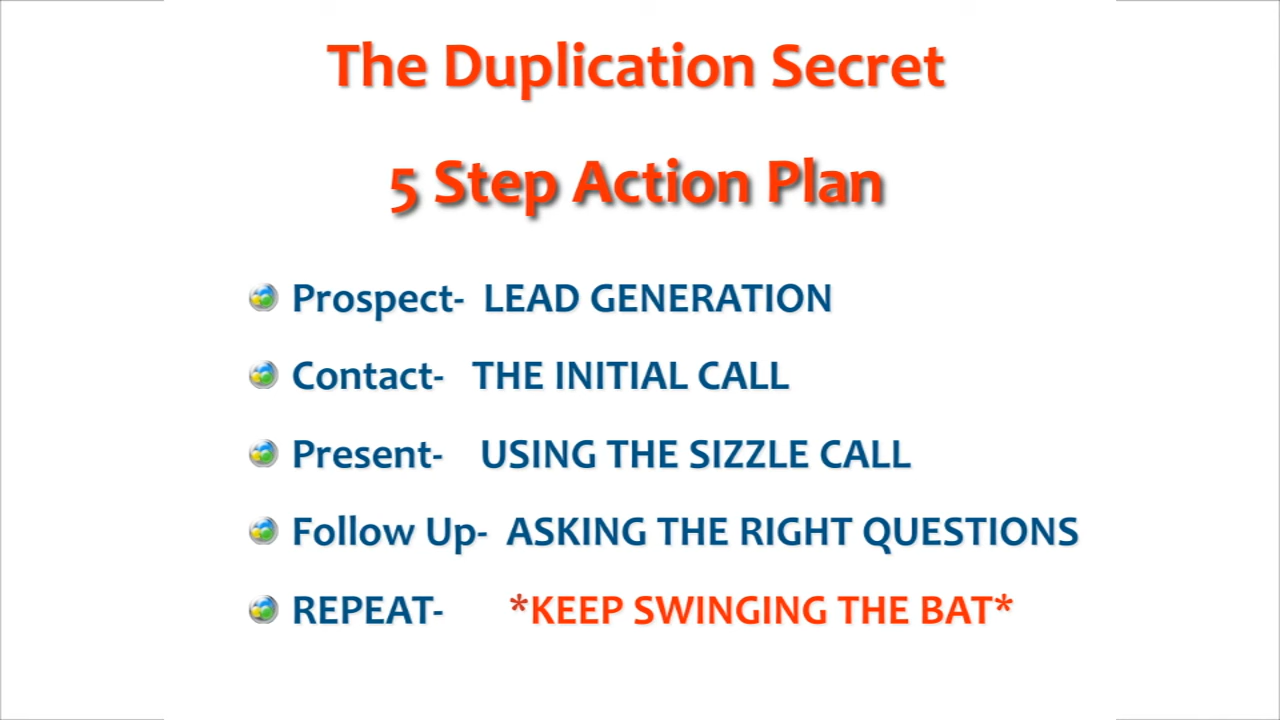 The Duplication Secret
5 Step Action Plan
Prospect- LEAD GENERATION
Contact- THE INITIAL CALL
Present- USING THE SIZZLE CALL
Follow Up- ASKING THE RIGHT QUESTIONS
REPEAT- *KEEP SWINGING THE BAT*